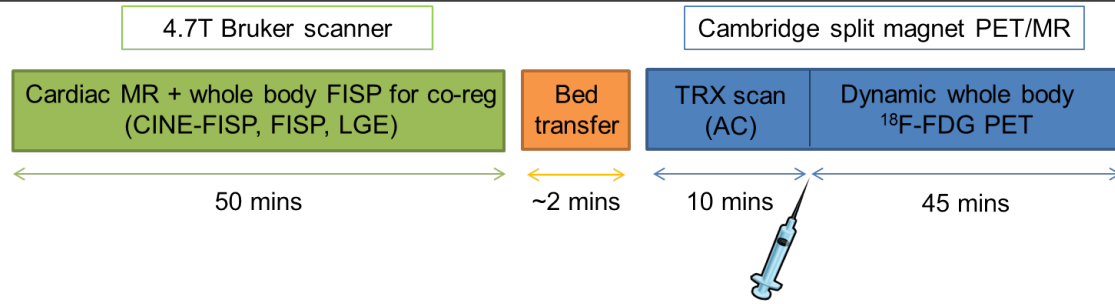 4.7T Bruker scanner
Cambridge split magnet PET/MR
Cardiac MR + whole body FISP for co-reg
(CINE-FISP, FISP, LGE)
Bed
transfer
TRX scan
(AC)
Dynamic whole body
¹⁸F-FDG PET
50 mins
~2 mins
10 mins
45 mins